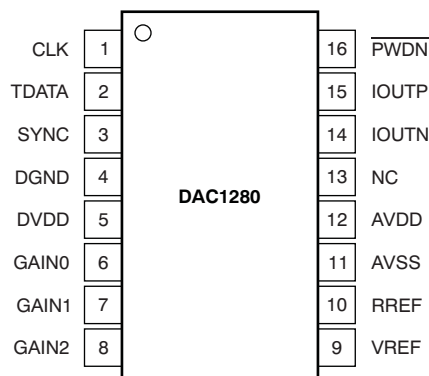 CLK 1 16 PWDN
TDATA 2 15 IOUTP
SYNC 3 14 IOUTN
DGND 4 13 NC
DAC1280
DVDD 5 12 AVDD
GAIN0 6 11 AVSS
GAIN1 7 10 RREF
GAIN2 8 9 VREF